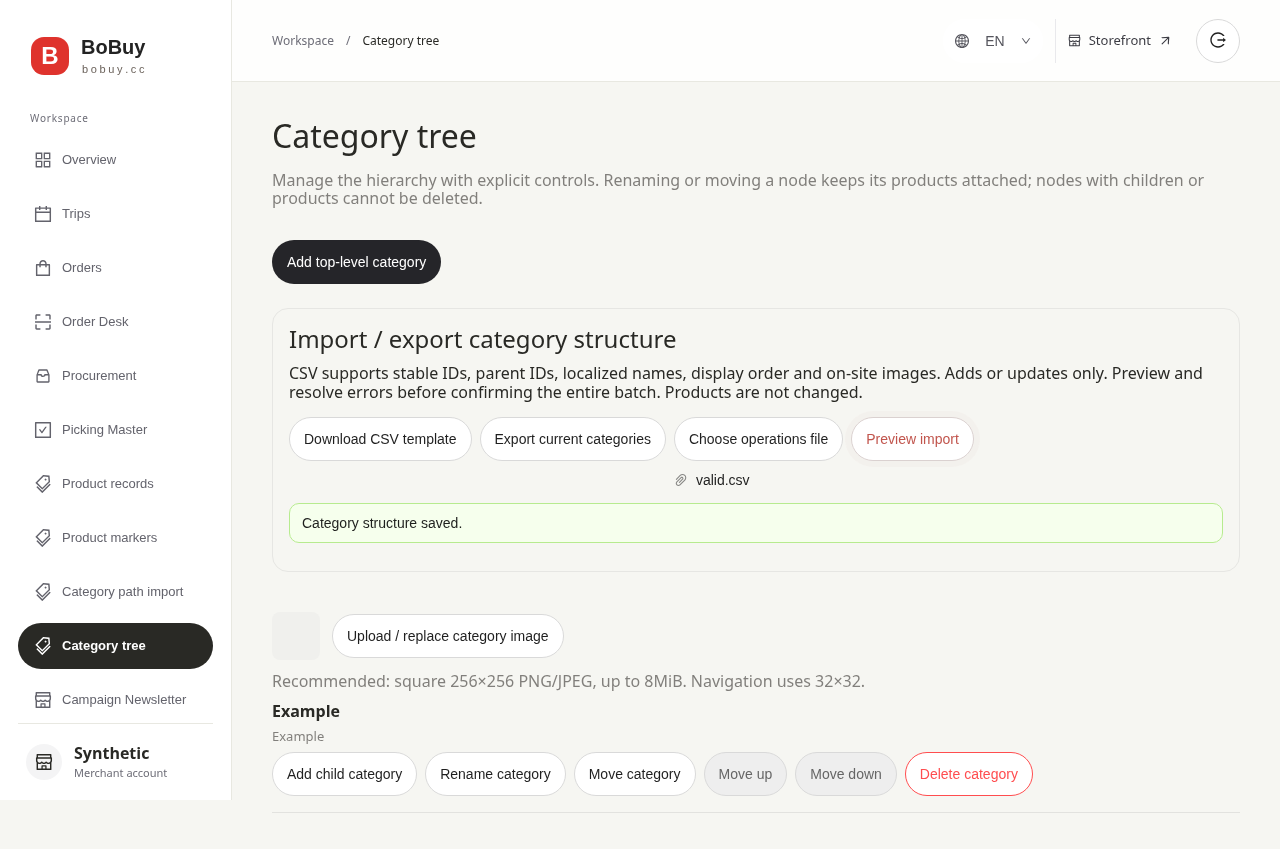 B
BoBuy
bobuy.cc
Workspace
Overview
Trips
Orders
Order Desk
Procurement
Picking Master
Product records
Product markers
Category path import
Category tree
Campaign Newsletter
Synthetic
Merchant account
Workspace / Category tree
EN
Storefront
Category tree
Manage the hierarchy with explicit controls. Renaming or moving a node keeps its products attached; nodes with children or
products cannot be deleted.
Add top-level category
Import / export category structure
CSV supports stable IDs, parent IDs, localized names, display order and on-site images. Adds or updates only. Preview and
resolve errors before confirming the entire batch. Products are not changed.
Download CSV template
Export current categories
Choose operations file
Preview import
valid.csv
Category structure saved.
Upload / replace category image
Recommended: square 256×256 PNG/JPEG, up to 8MiB. Navigation uses 32×32.
Example
Example
Add child category
Rename category
Move category
Move up
Move down
Delete category